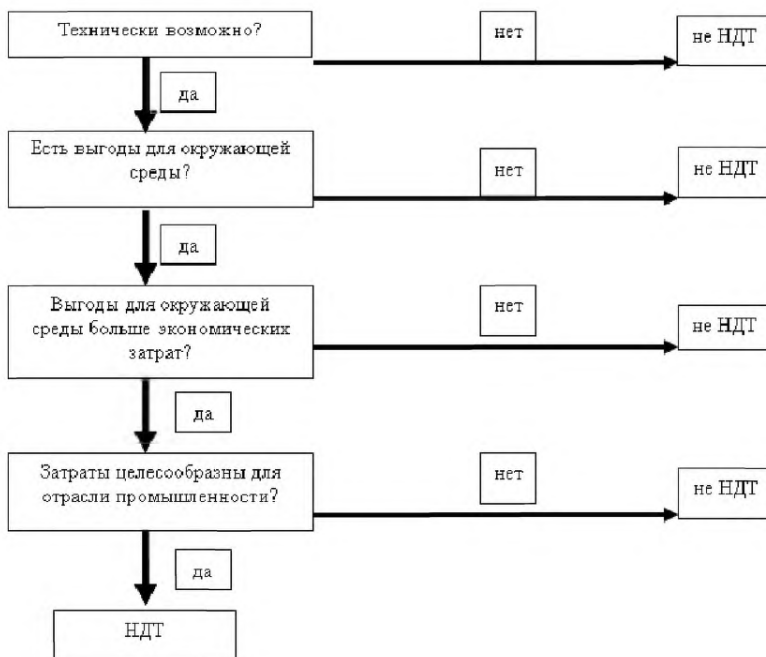 Технически возможно?
нет
не НДТ
да
Есть выгоды для окружающей
среды?
нет
не НДТ
да
Выгоды для окружающей
среды больше экономических
затрат?
нет
не НДТ
да
Затраты целесообразны для
отрасли промышленности?
нет
не НДТ
да
НДТ